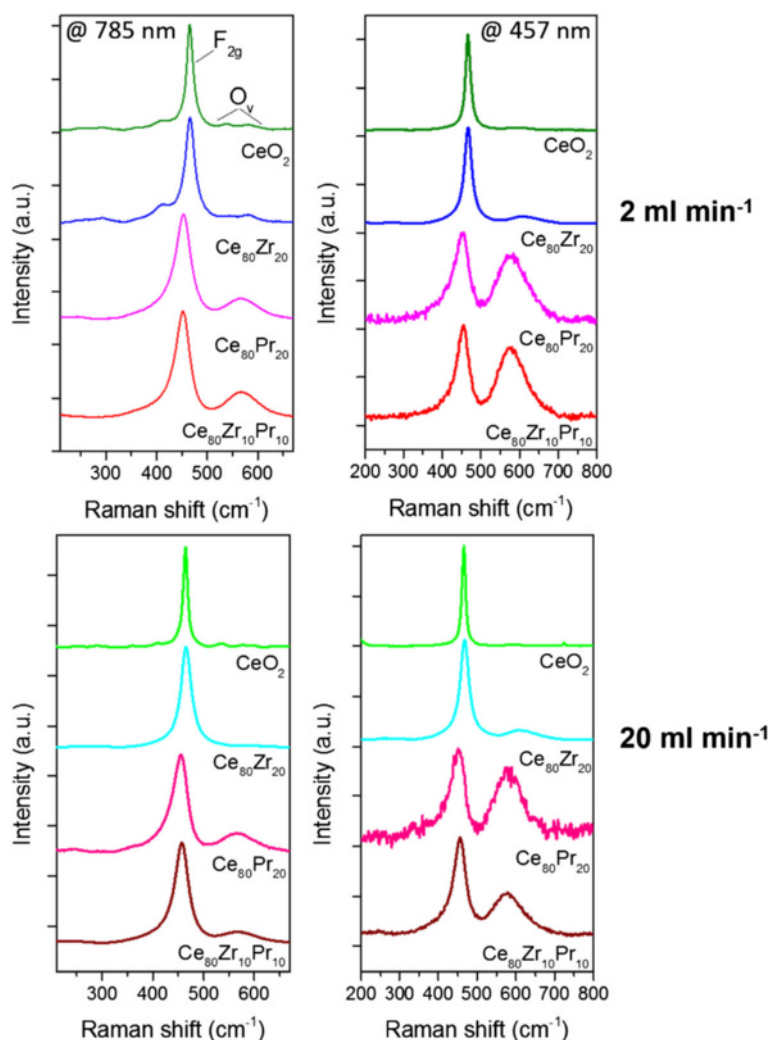 @ 785 nm
F2g
Ov
CeO2
Ce80Zr20
Ce80Pr20
Ce80Zr10Pr10
Intensity (a.u.)
300 400 500 600
Raman shift (cm-1)
@ 457 nm
CeO2
Ce80Zr20
Ce80Pr20
Ce80Zr10Pr10
Intensity (a.u.)
200 300 400 500 600 700 800
Raman shift (cm-1)
2 ml min-1
CeO2
Ce80Zr20
Ce80Pr20
Ce80Zr10Pr10
Intensity (a.u.)
300 400 500 600
Raman shift (cm-1)
CeO2
Ce80Zr20
Ce80Pr20
Ce80Zr10Pr10
Intensity (a.u.)
200 300 400 500 600 700 800
Raman shift (cm-1)
20 ml min-1